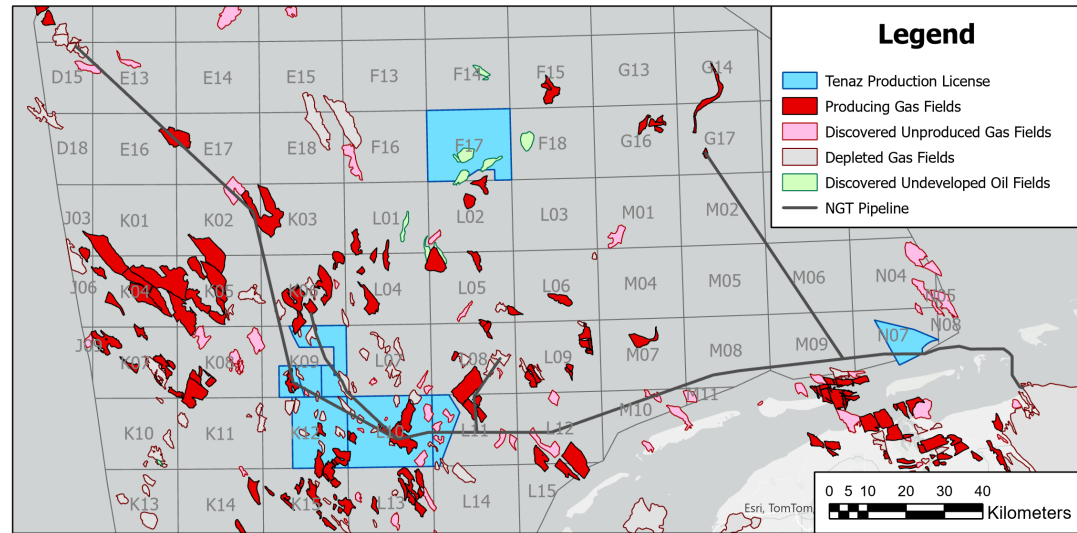 Legend
Tenaz Production License
Producing Gas Fields
Discovered Unproduced Gas Fields
Depleted Gas Fields
Discovered Undeveloped Oil Fields
NGT Pipeline
D15 E13 E14 E15 F13 F14 F15 G13 G14
D18 E16 E17 E18 F16 F17 F18 G16 G17
J03 K01 K02 K03 L01 L02 L03 M01 M02
J06 K04 K05 K06 L04 L05 L06 M04 M05 M06 N04 N05
J09 K07 K08 K09 L07 L08 L09 M07 M08 M09 N07 N08
K10 K11 K12 L10 L11 L12 M10 M11
K13 K14 K15 L13 L14 L15
0 5 10 20 30 40
Kilometers
Esri, TomTom,